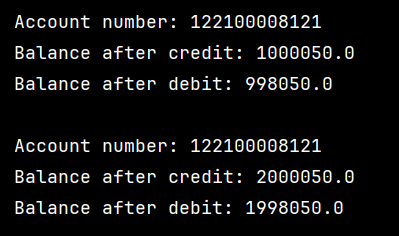 Account number: 122100008121
Balance after credit: 1000050.0
Balance after debit: 998050.0
Account number: 122100008121
Balance after credit: 2000050.0
Balance after debit: 1998050.0